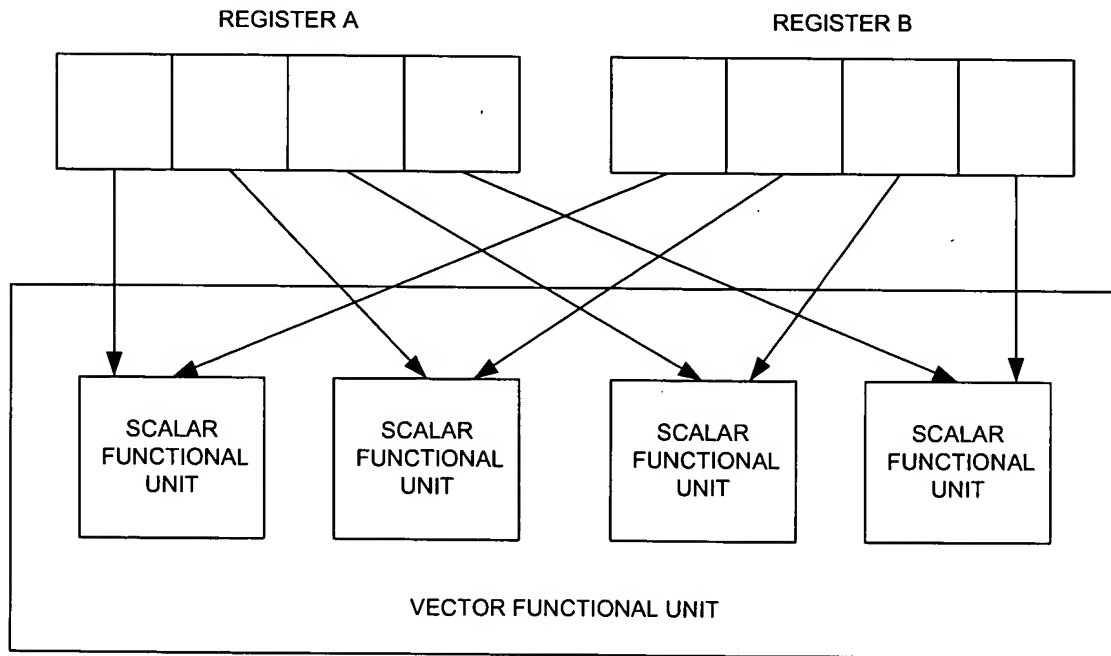 REGISTER A
REGISTER B
SCALAR
FUNCTIONAL
UNIT
SCALAR
FUNCTIONAL
UNIT
SCALAR
FUNCTIONAL
UNIT
SCALAR
FUNCTIONAL
UNIT
VECTOR FUNCTIONAL UNIT